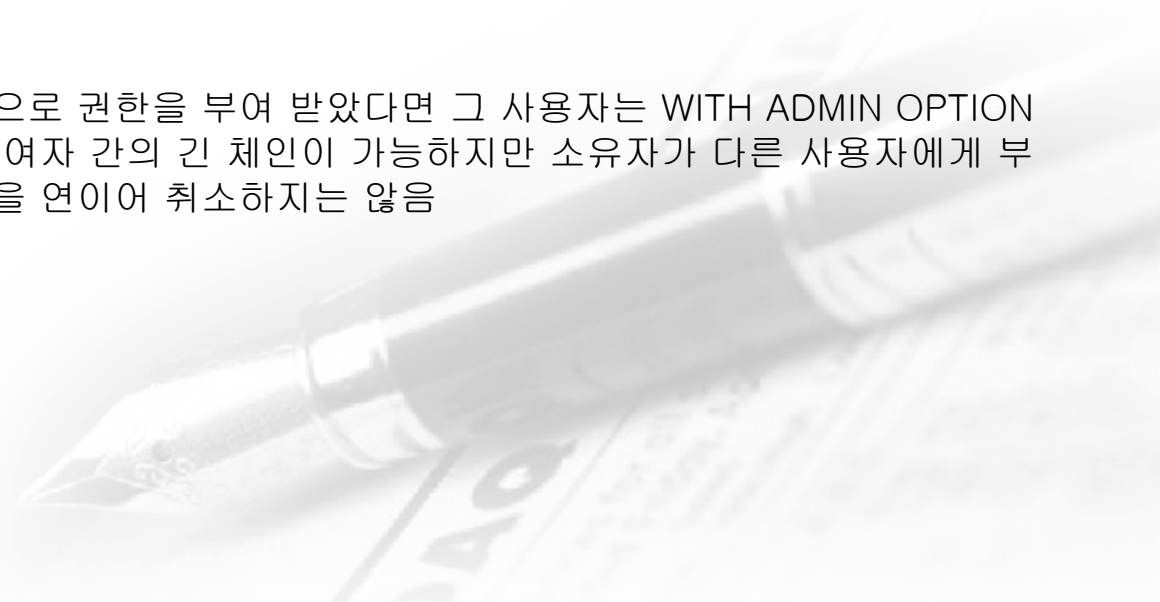 으로 권한을 부여 받았다면 그 사용자는 WITH ADMIN OPTION
여자 간의 긴 체인이 가능하지만 소유자가 다른 사용자에게 부
을 연이어 취소하지는 않음
DAQ